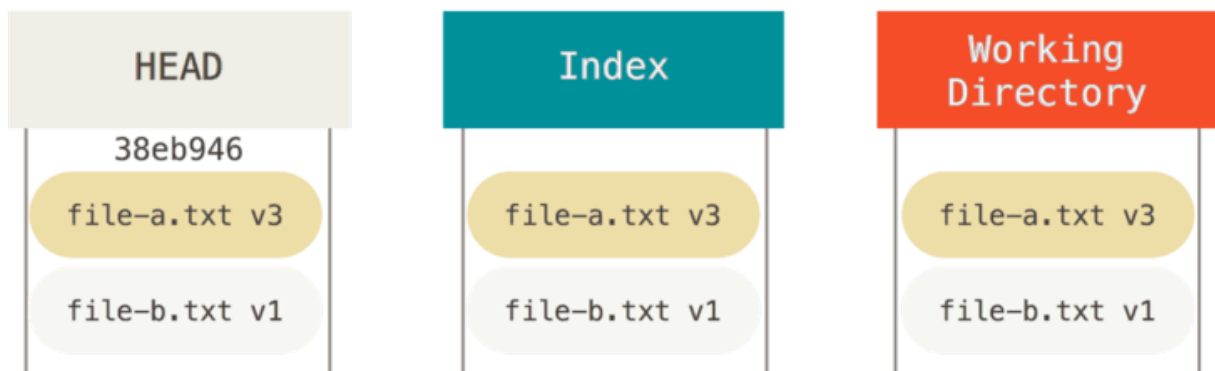 HEAD
Index
Working
Directory
38eb946
file-a.txt v3
file-a.txt v3
file-a.txt v3
file-b.txt v1
file-b.txt v1
file-b.txt v1